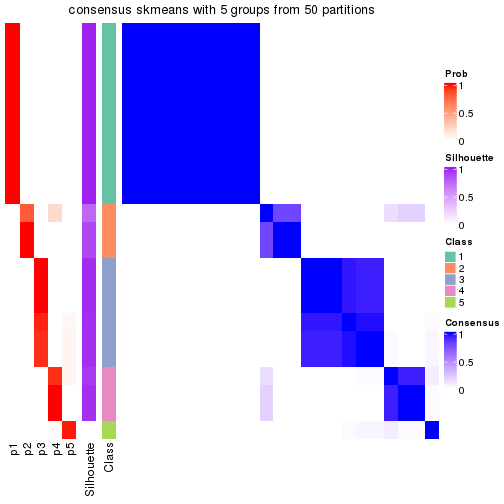 consensus skmeans with 5 groups from 50 partitions
Prob
1
0.5
0
Silhouette
1
0.5
0
Class
1
2
3
4
5
Consensus
1
0.5
0
p1
p2
p3
p4
p5
Silhouette
Class